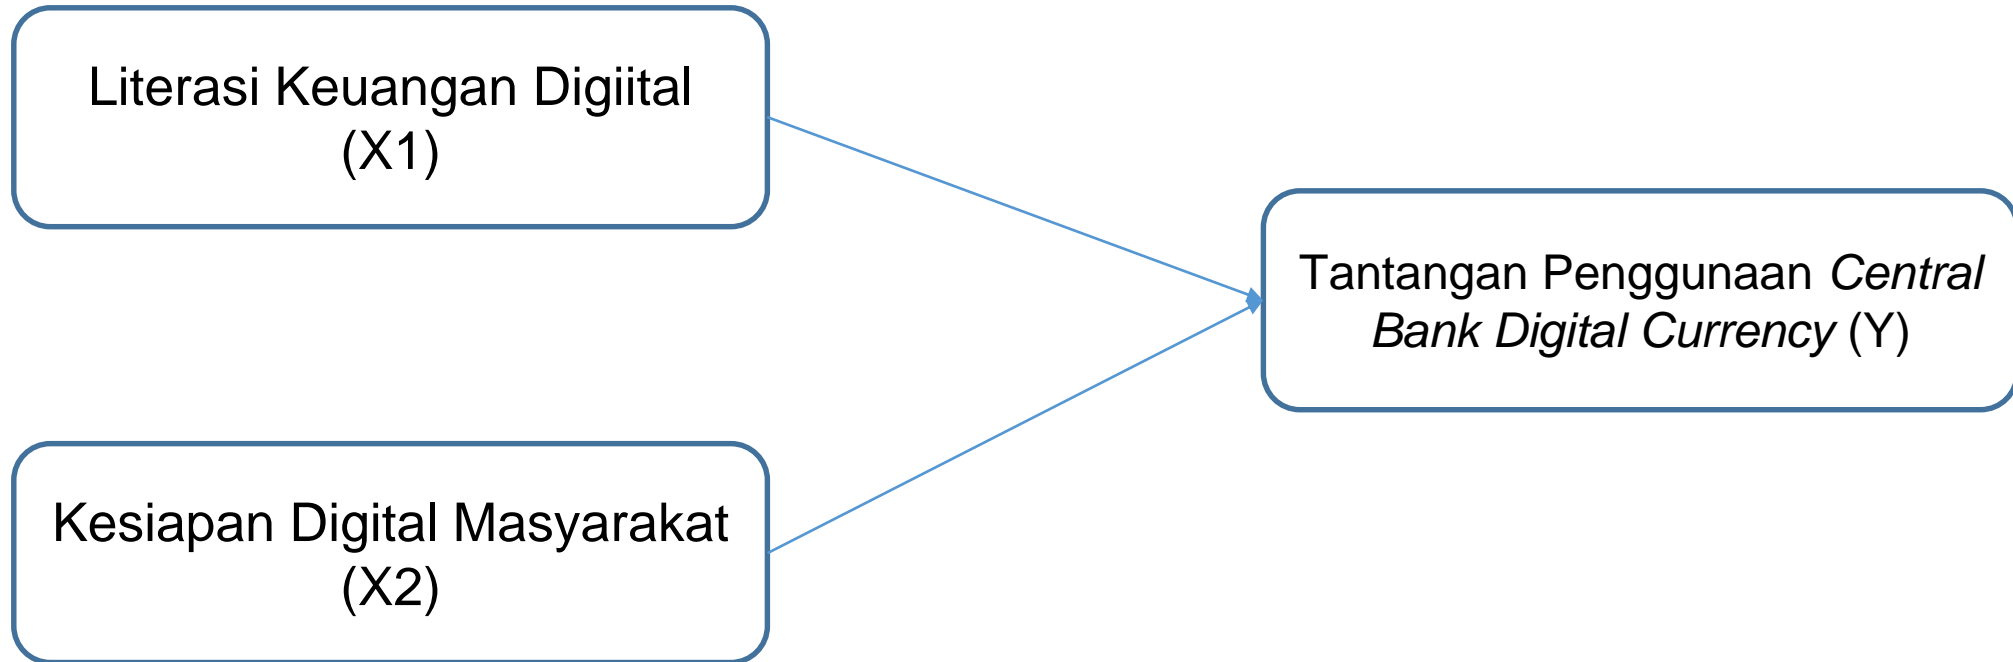 Literasi Keuangan Digiital
(X1)
Tantangan Penggunaan Central
Bank Digital Currency (Y)
Kesiapan Digital Masyarakat
(X2)